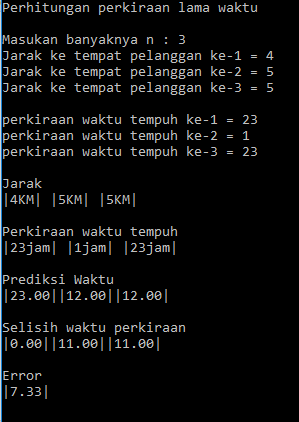 Perhitungan perkiraan lama waktu
Masukan banyaknya n : 3
Jarak ke tempat pelanggan ke-1 = 4
Jarak ke tempat pelanggan ke-2 = 5
Jarak ke tempat pelanggan ke-3 = 5
perkiraan waktu tempuh ke-1 = 23
perkiraan waktu tempuh ke-2 = 1
perkiraan waktu tempuh ke-3 = 23
Jarak
|4KM| |5KM| |5KM|
Perkiraan waktu tempuh
|23jam| |1jam| |23jam|
Prediksi Waktu
|23.00||12.00||12.00|
Selisih waktu perkiraan
|0.00||11.00||11.00|
Error
|7.33|